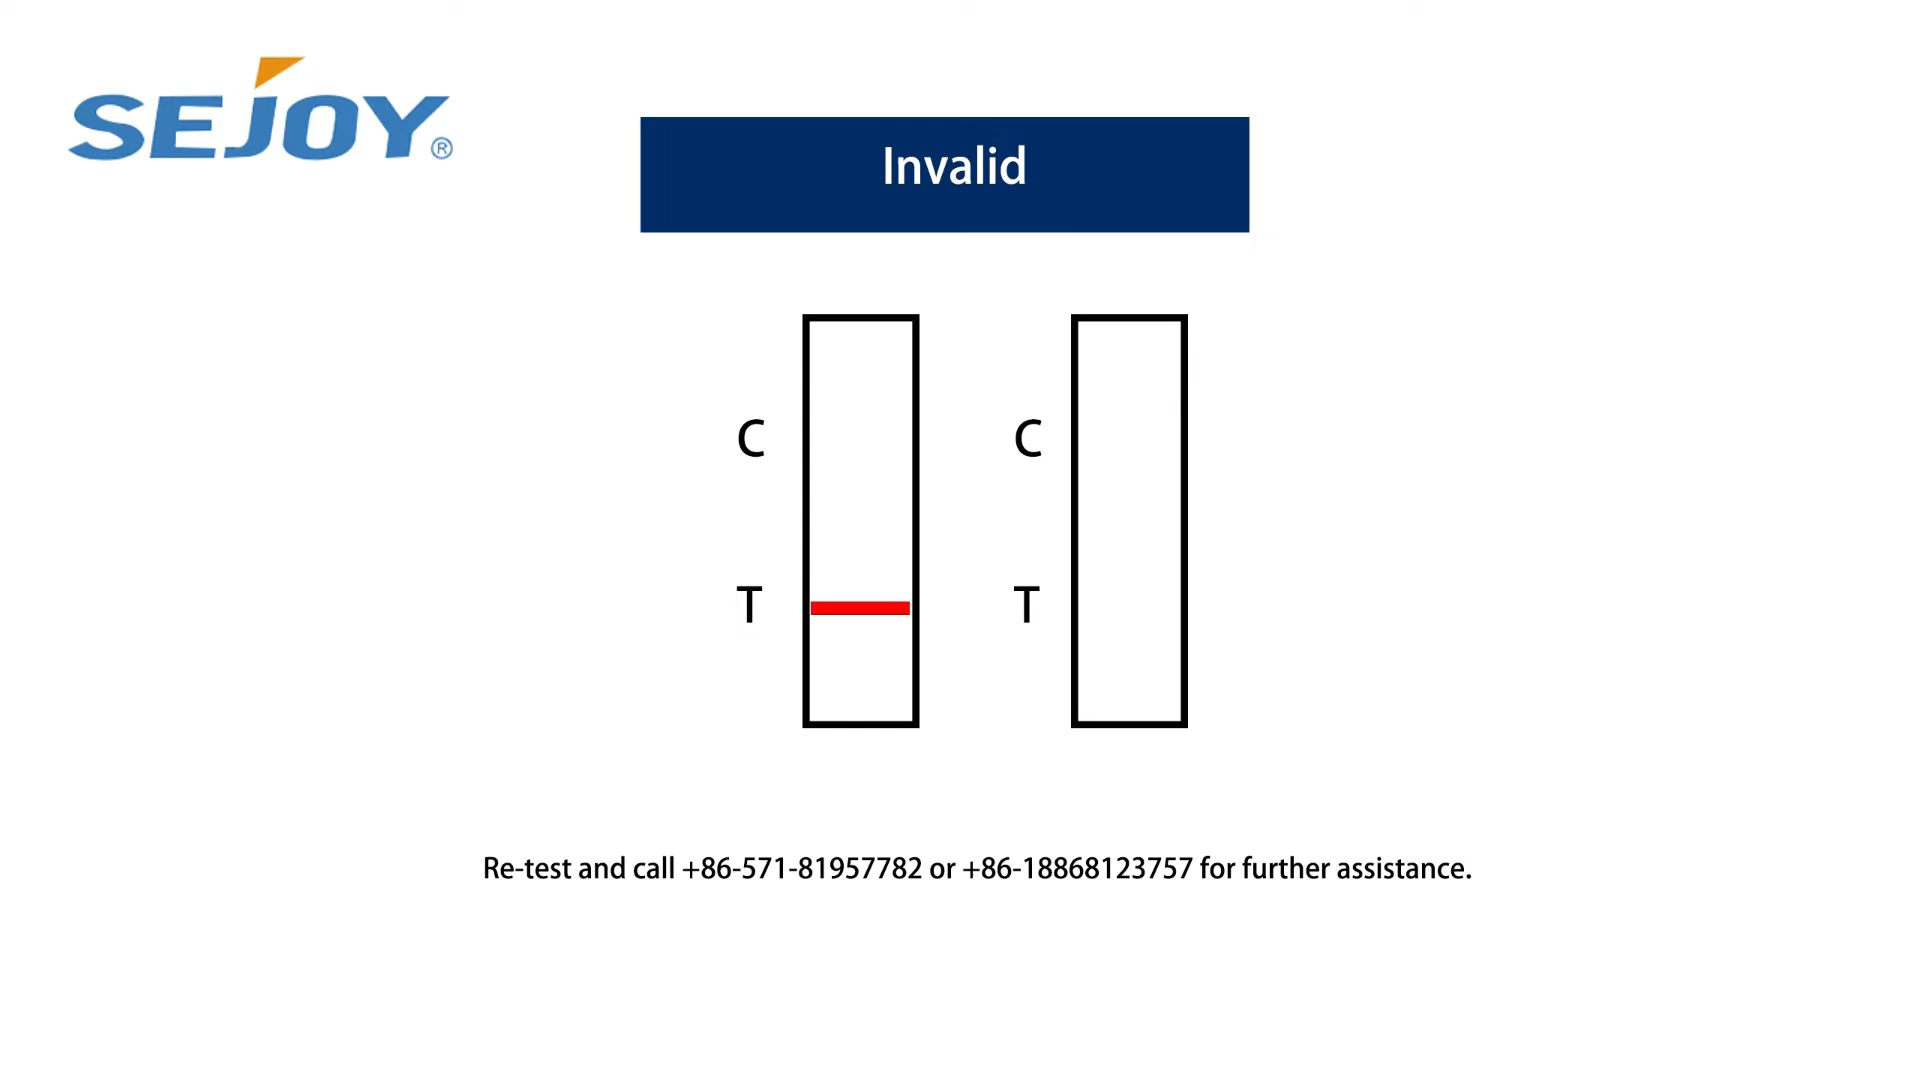 SEJOY®
Invalid
C C
T T
Re-test and call +86-571-81957782 or +86-18868123757 for further assistance.